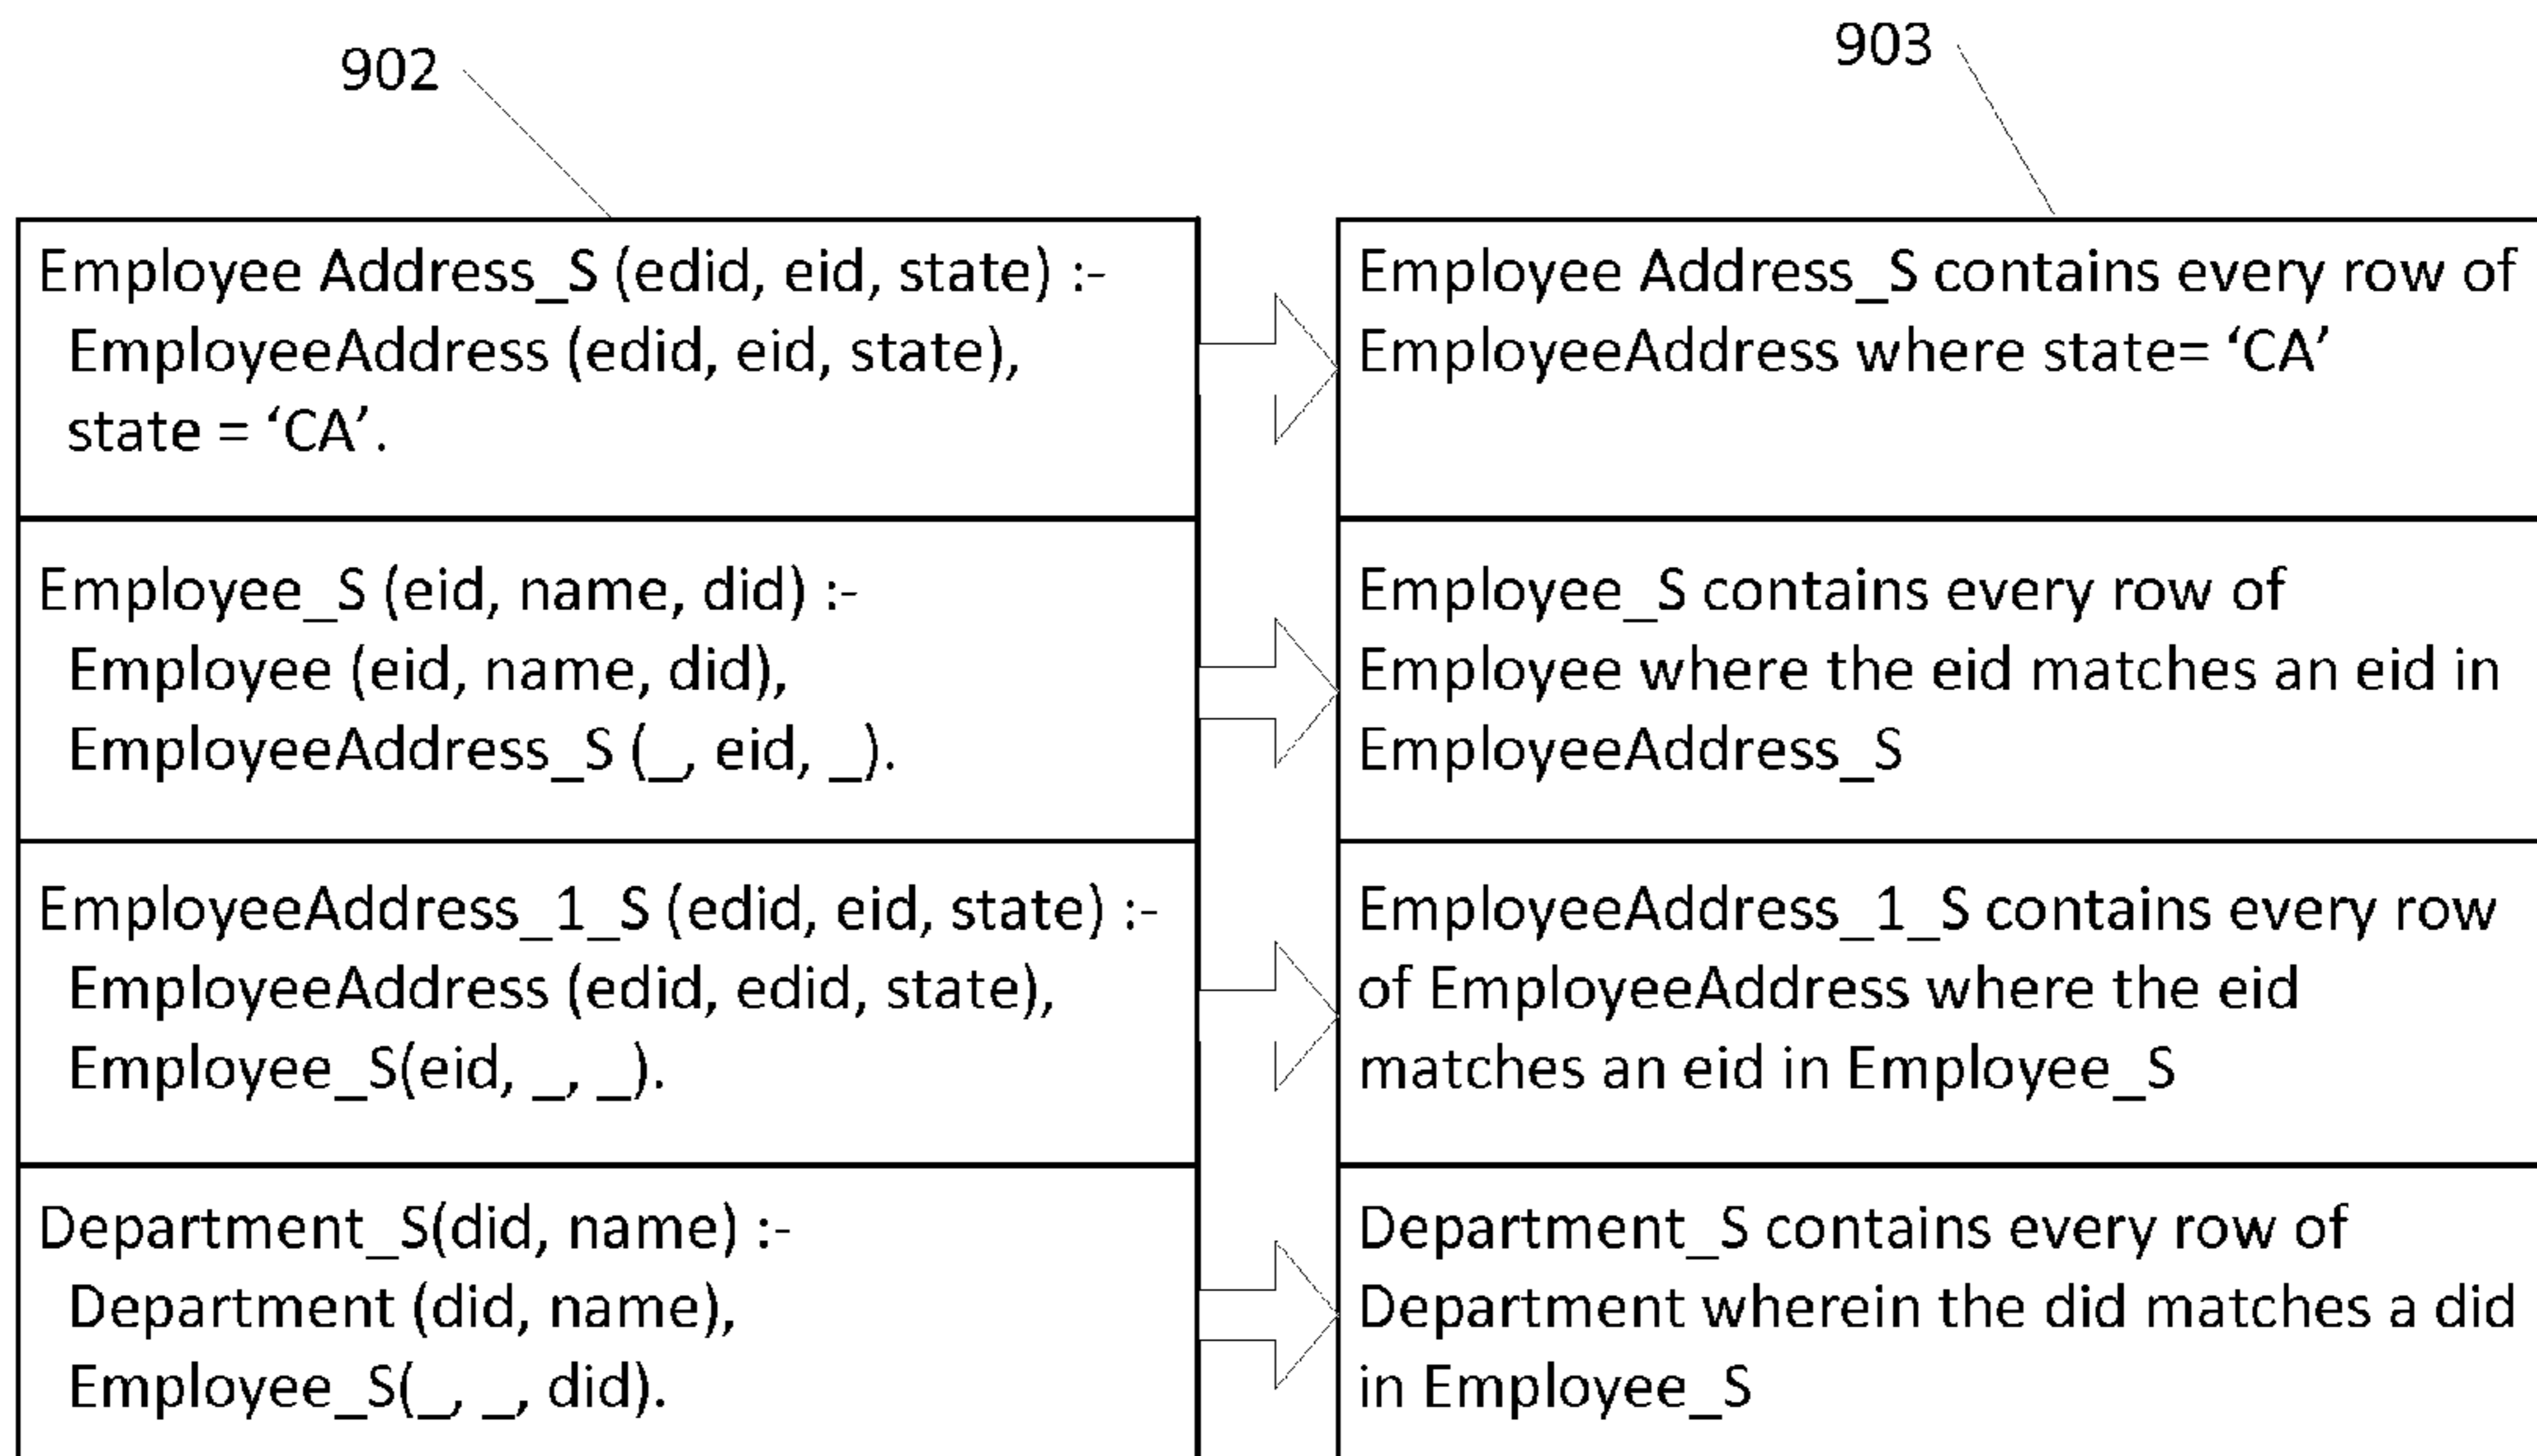 902
903
Employee Address_S (edid, eid, state) :-
EmployeeAddress (edid, eid, state),
state = ‘CA’.
Employee Address_S contains every row of
EmployeeAddress where state= ‘CA’
Employee_S (eid, name, did) :-
Employee (eid, name, did),
EmployeeAddress_S (_, eid, _).
Employee_S contains every row of
Employee where the eid matches an eid in
EmployeeAddress_S
EmployeeAddress_1_S (edid, eid, state) :-
EmployeeAddress (edid, edid, state),
Employee_S(eid, _, _).
EmployeeAddress_1_S contains every row
of EmployeeAddress where the eid
matches an eid in Employee_S
Department_S(did, name) :-
Department (did, name),
Employee_S(_, _, did).
Department_S contains every row of
Department wherein the did matches a did
in Employee_S